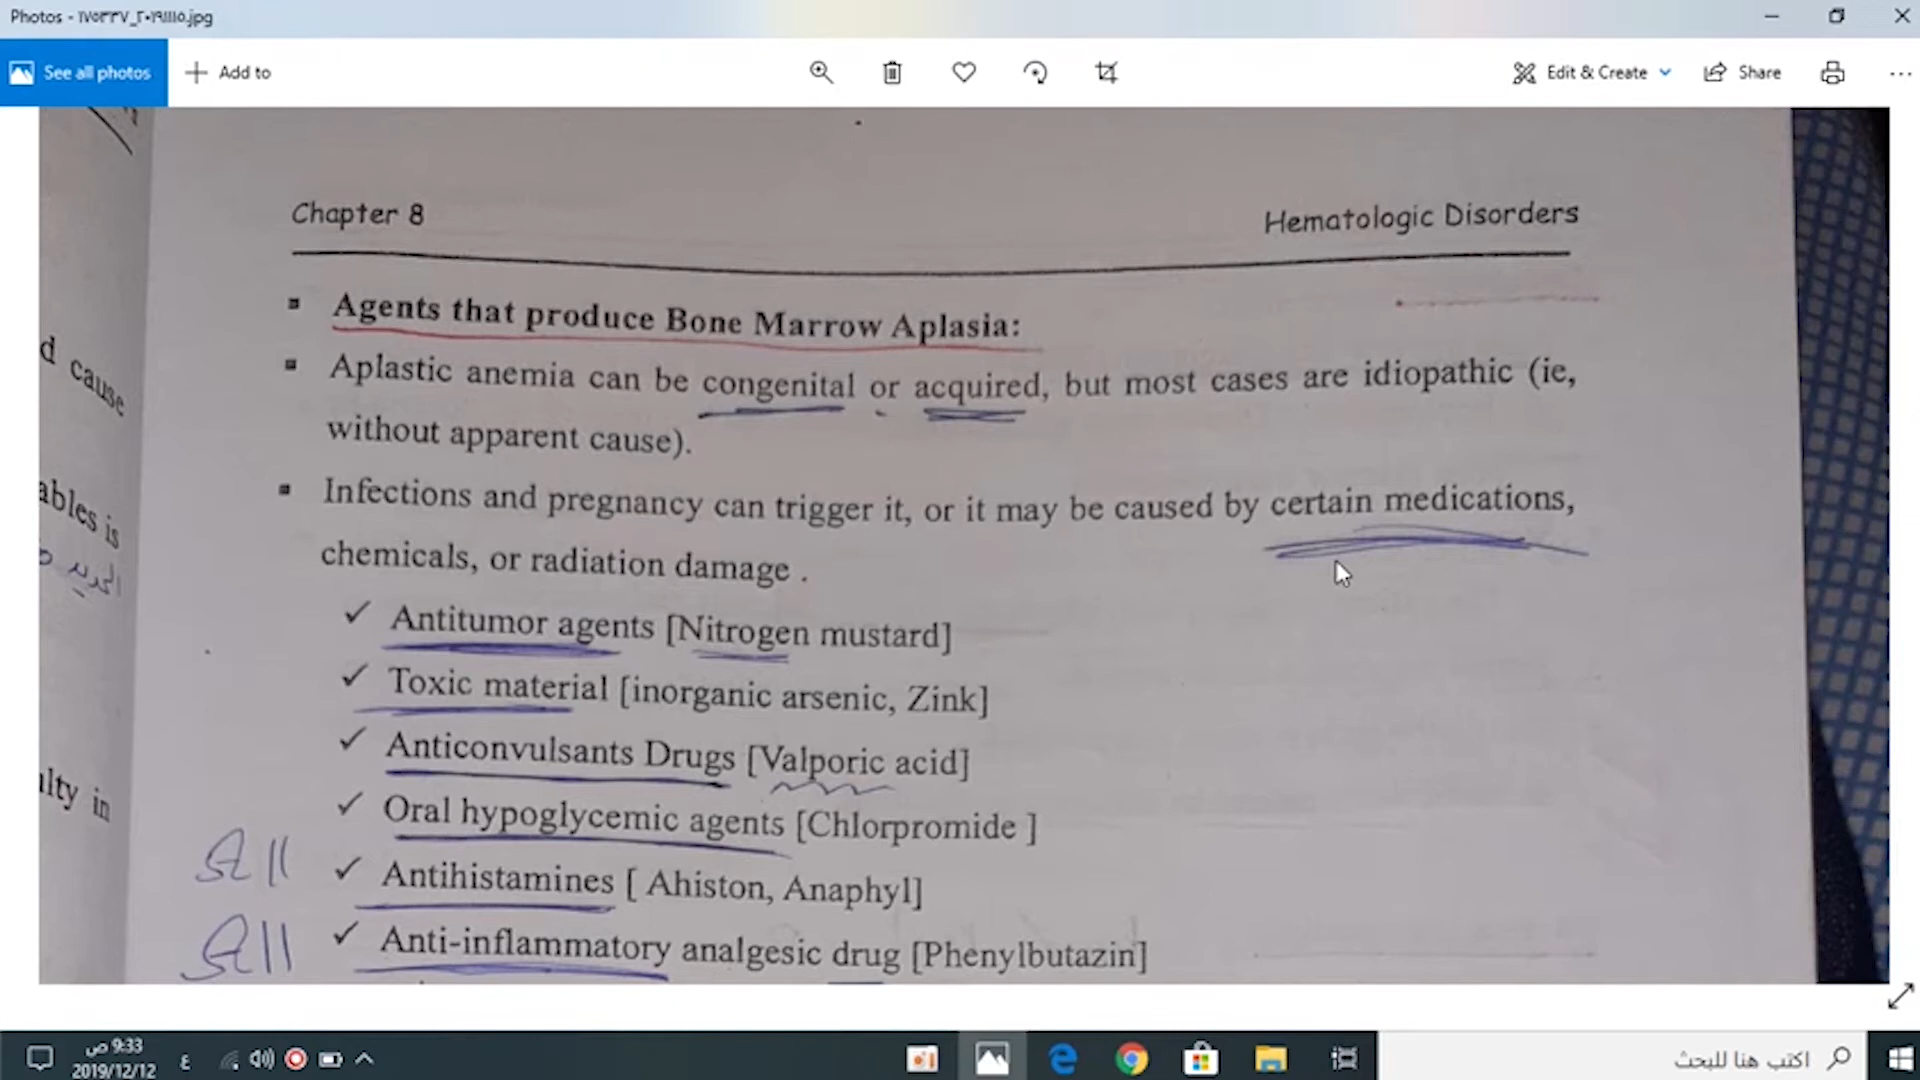 Photos - ٢٠١٩١١١٥_١٧٥٣٣٧.jpg
See all photos
Add to
Edit & Create
Share
Chapter 8
Hematologic Disorders
d cause
ables is
ulty in
Agents that produce Bone Marrow Aplasia:
Aplastic anemia can be congenital or acquired, but most cases are idiopathic (ie,
without apparent cause).
Infections and pregnancy can trigger it, or it may be caused by certain medications,
chemicals, or radiation damage .
✓ Antitumor agents [Nitrogen mustard]
✓ Toxic material [inorganic arsenic, Zink]
✓ Anticonvulsants Drugs [Valporic acid]
✓ Oral hypoglycemic agents [Chlorpromide ]
✓ Antihistamines [ Ahiston, Anaphyl]
✓ Anti-inflammatory analgesic drug [Phenylbutazin]
9:33 ص
2019/12/12
ع
اكتب هنا للبحث